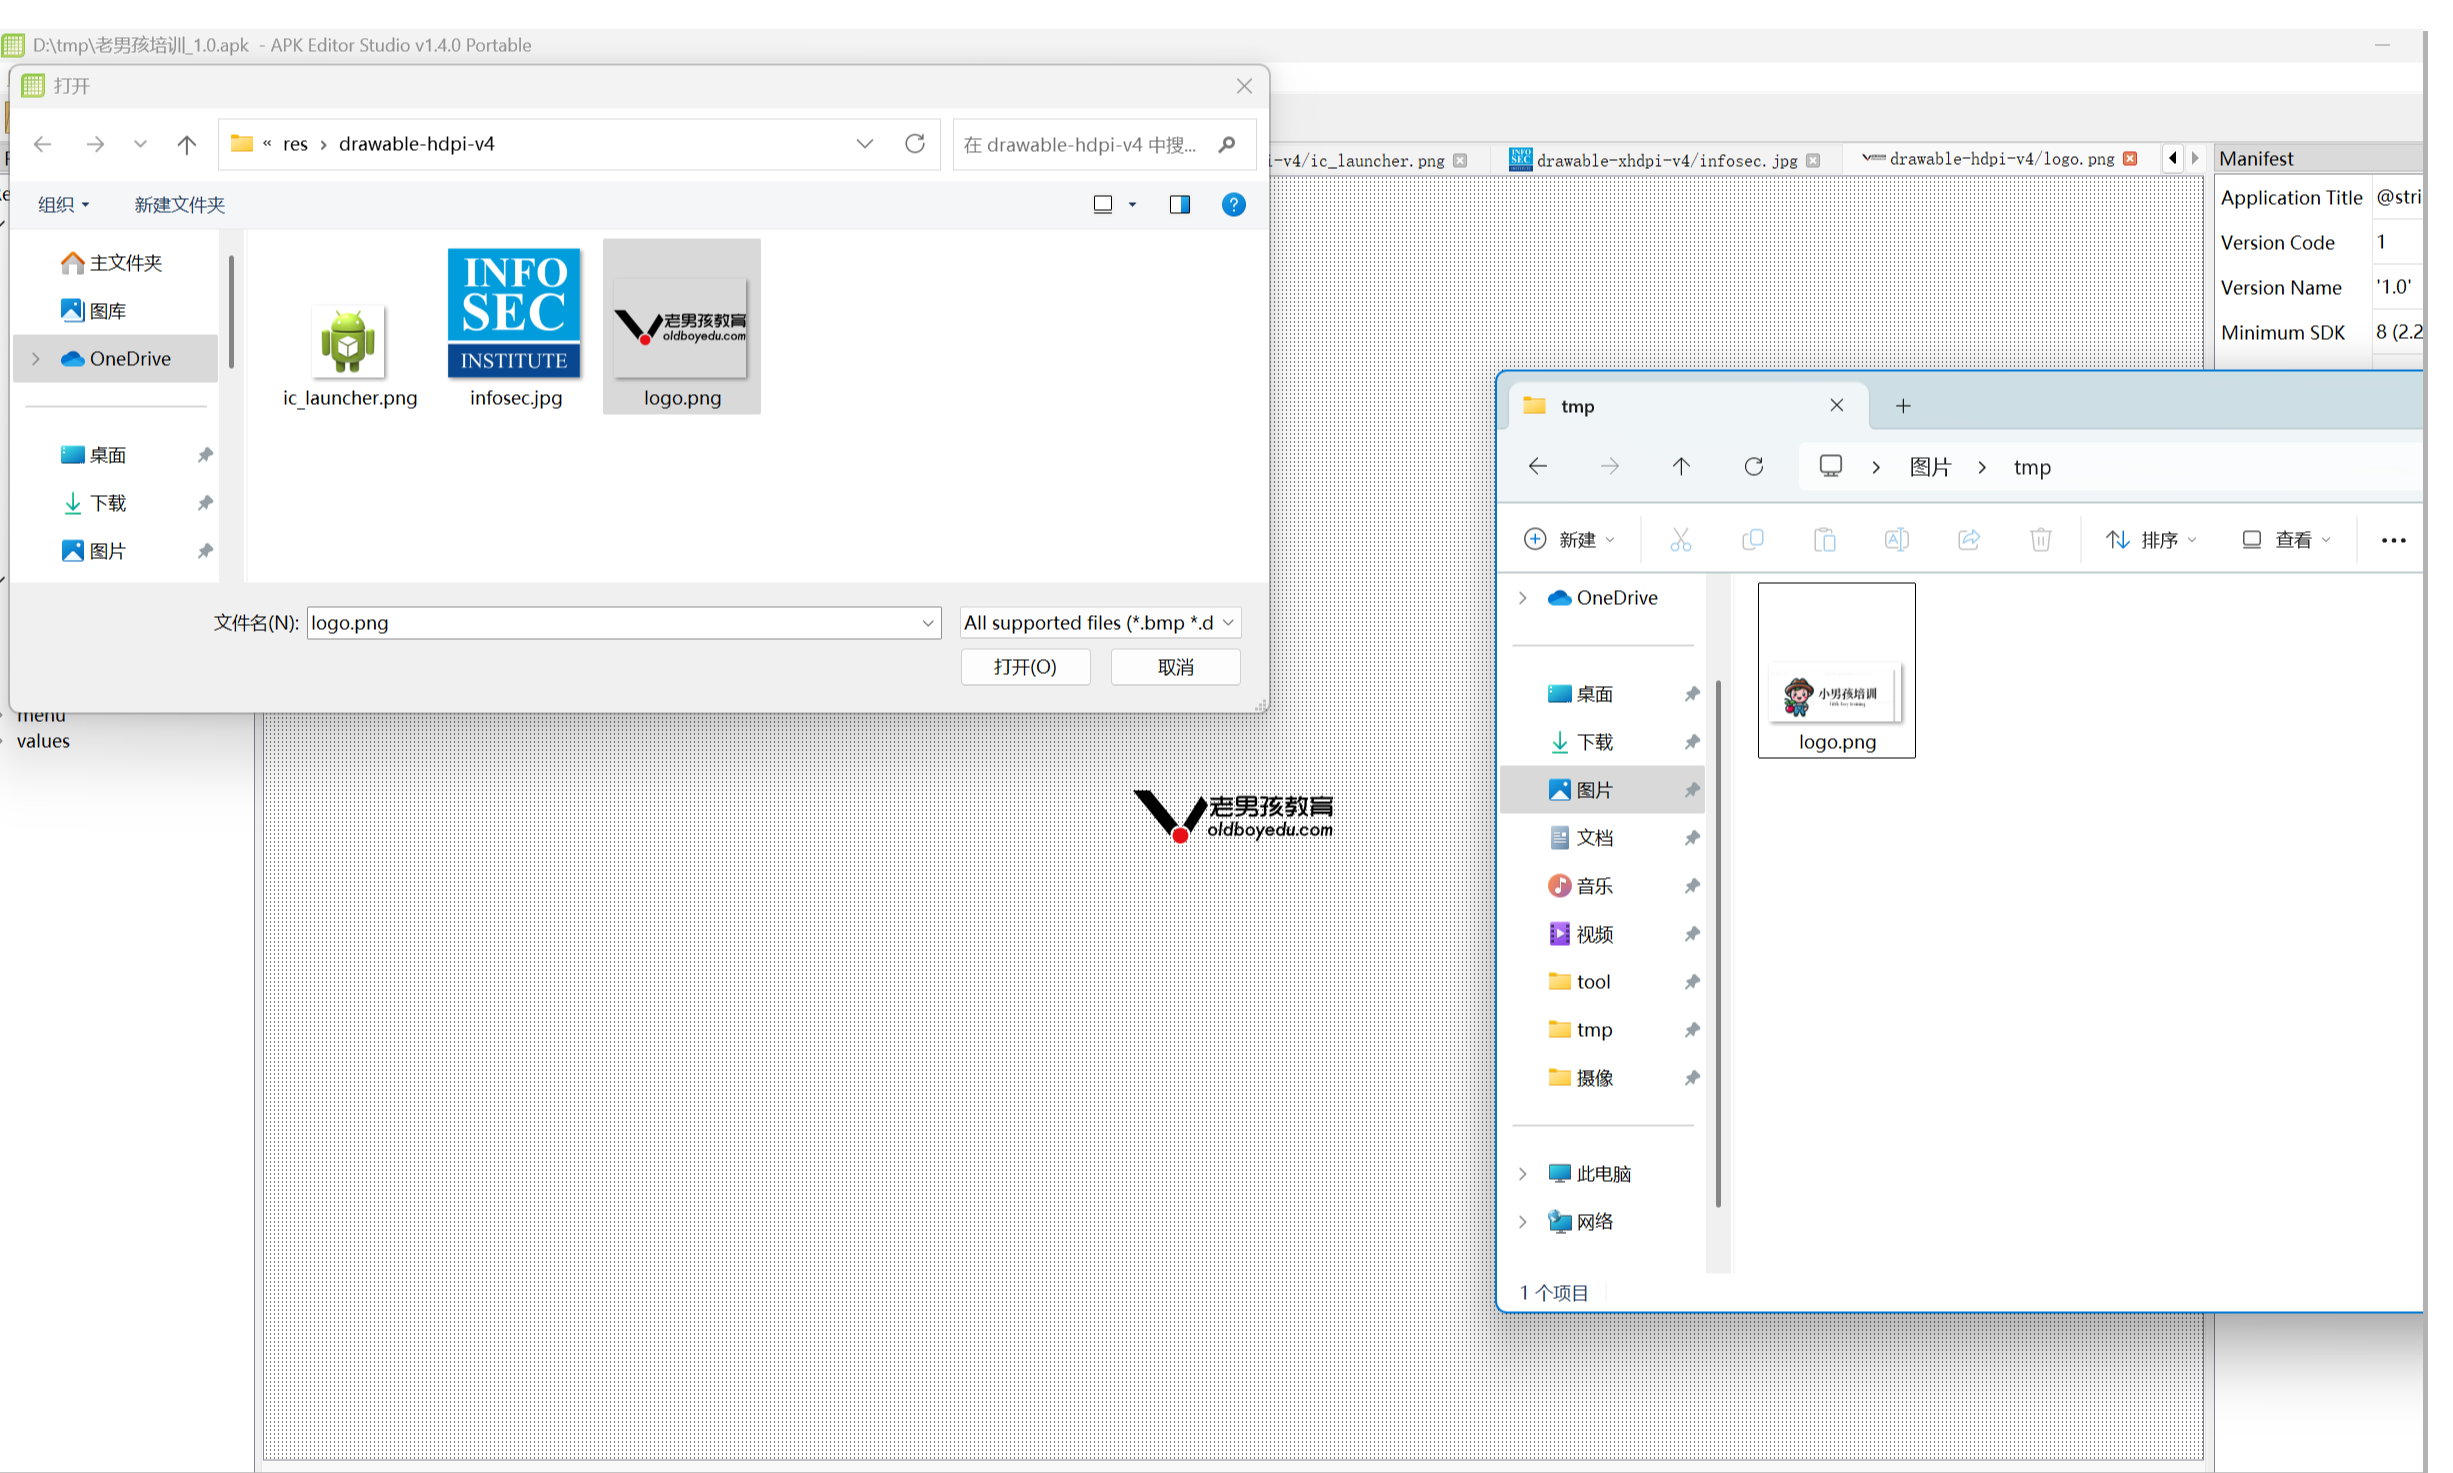 D:\tmp\老男孩培训_1.0.apk - APK Editor Studio v1.4.0 Portable
打开
« res › drawable-hdpi-v4
在 drawable-hdpi-v4 中搜...
组织
新建文件夹
主文件夹
图库
OneDrive
桌面
下载
图片
INFO
SEC
INSTITUTE
老男孩教育
oldboyedu.com
ic_launcher.png
infosec.jpg
logo.png
文件名(N):
logo.png
All supported files (*.bmp *.d
打开(O)
取消
menu
values
i-v4/ic_launcher.png
INFO
SEC
drawable-xhdpi-v4/infosec.jpg
drawable-hdpi-v4/logo.png
Manifest
Application Title
@stri
Version Code
1
Version Name
'1.0'
Minimum SDK
8 (2.2
老男孩教育
oldboyedu.com
tmp
图片 › tmp
新建
排序
查看
OneDrive
桌面
下载
图片
文档
音乐
视频
tool
tmp
摄像
此电脑
网络
小男孩培训
little boy training
logo.png
1 个项目